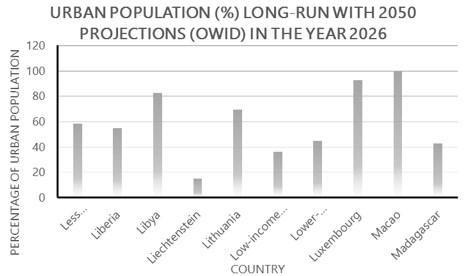 URBAN POPULATION (%) LONG-RUN WITH 2050
PROJECTIONS (OWID) IN THE YEAR 2026
PERCENTAGE OF URBAN POPULATION
120
100
80
60
40
20
0
Less...
Liberia
Libya
Liechtenstein
Lithuania
Low-income...
Lower-...
Luxembourg
Macao
Madagascar
COUNTRY